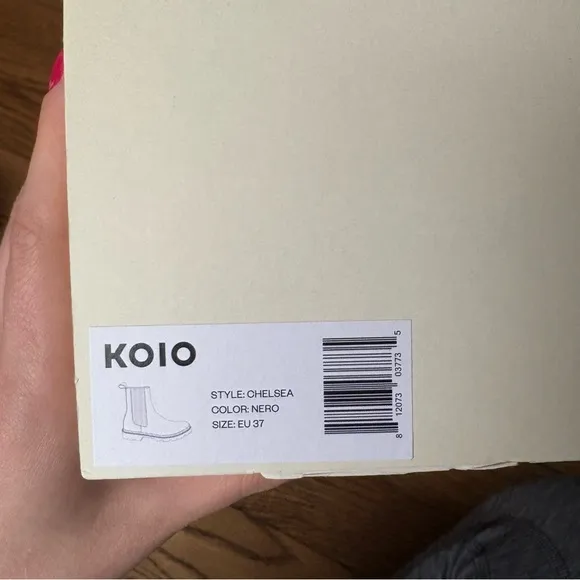 KOIO
STYLE: CHELSEA
COLOR: NERO
SIZE: EU 37
8 12073 03773 5